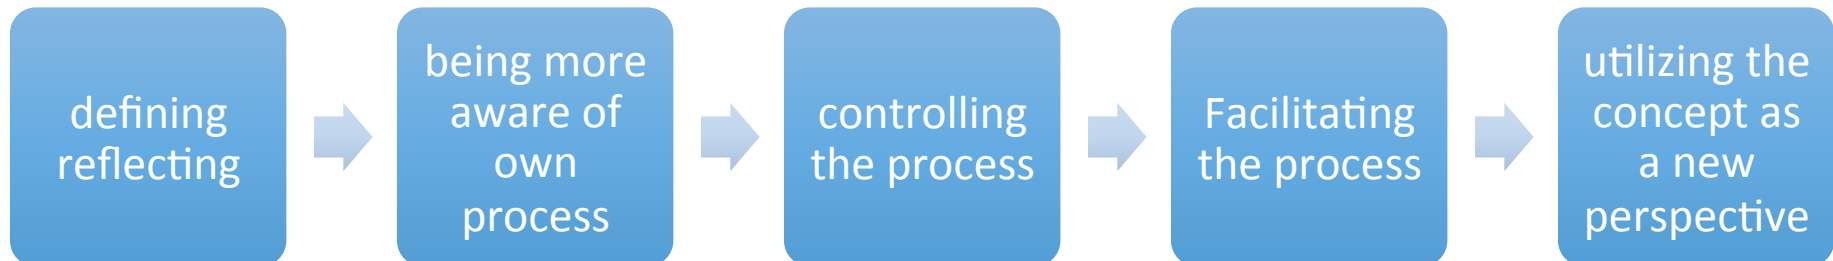 defining
reflecting
being more
aware of
own
process
controlling
the process
Facilitating
the process
utilizing the
concept as
a new
perspective